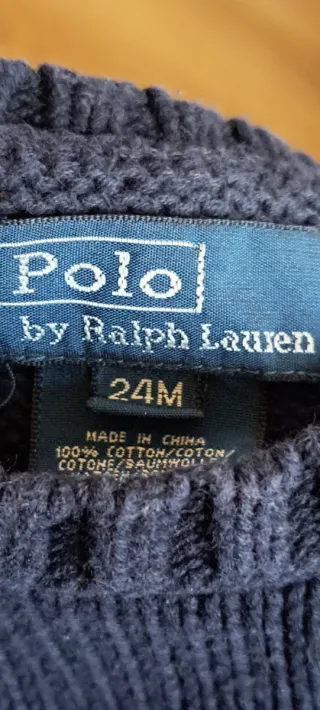 Polo
by Ralph Lauren
24M
MADE IN CHINA
100% COTTON/COTON/
COTONE/BAUMWOLLE